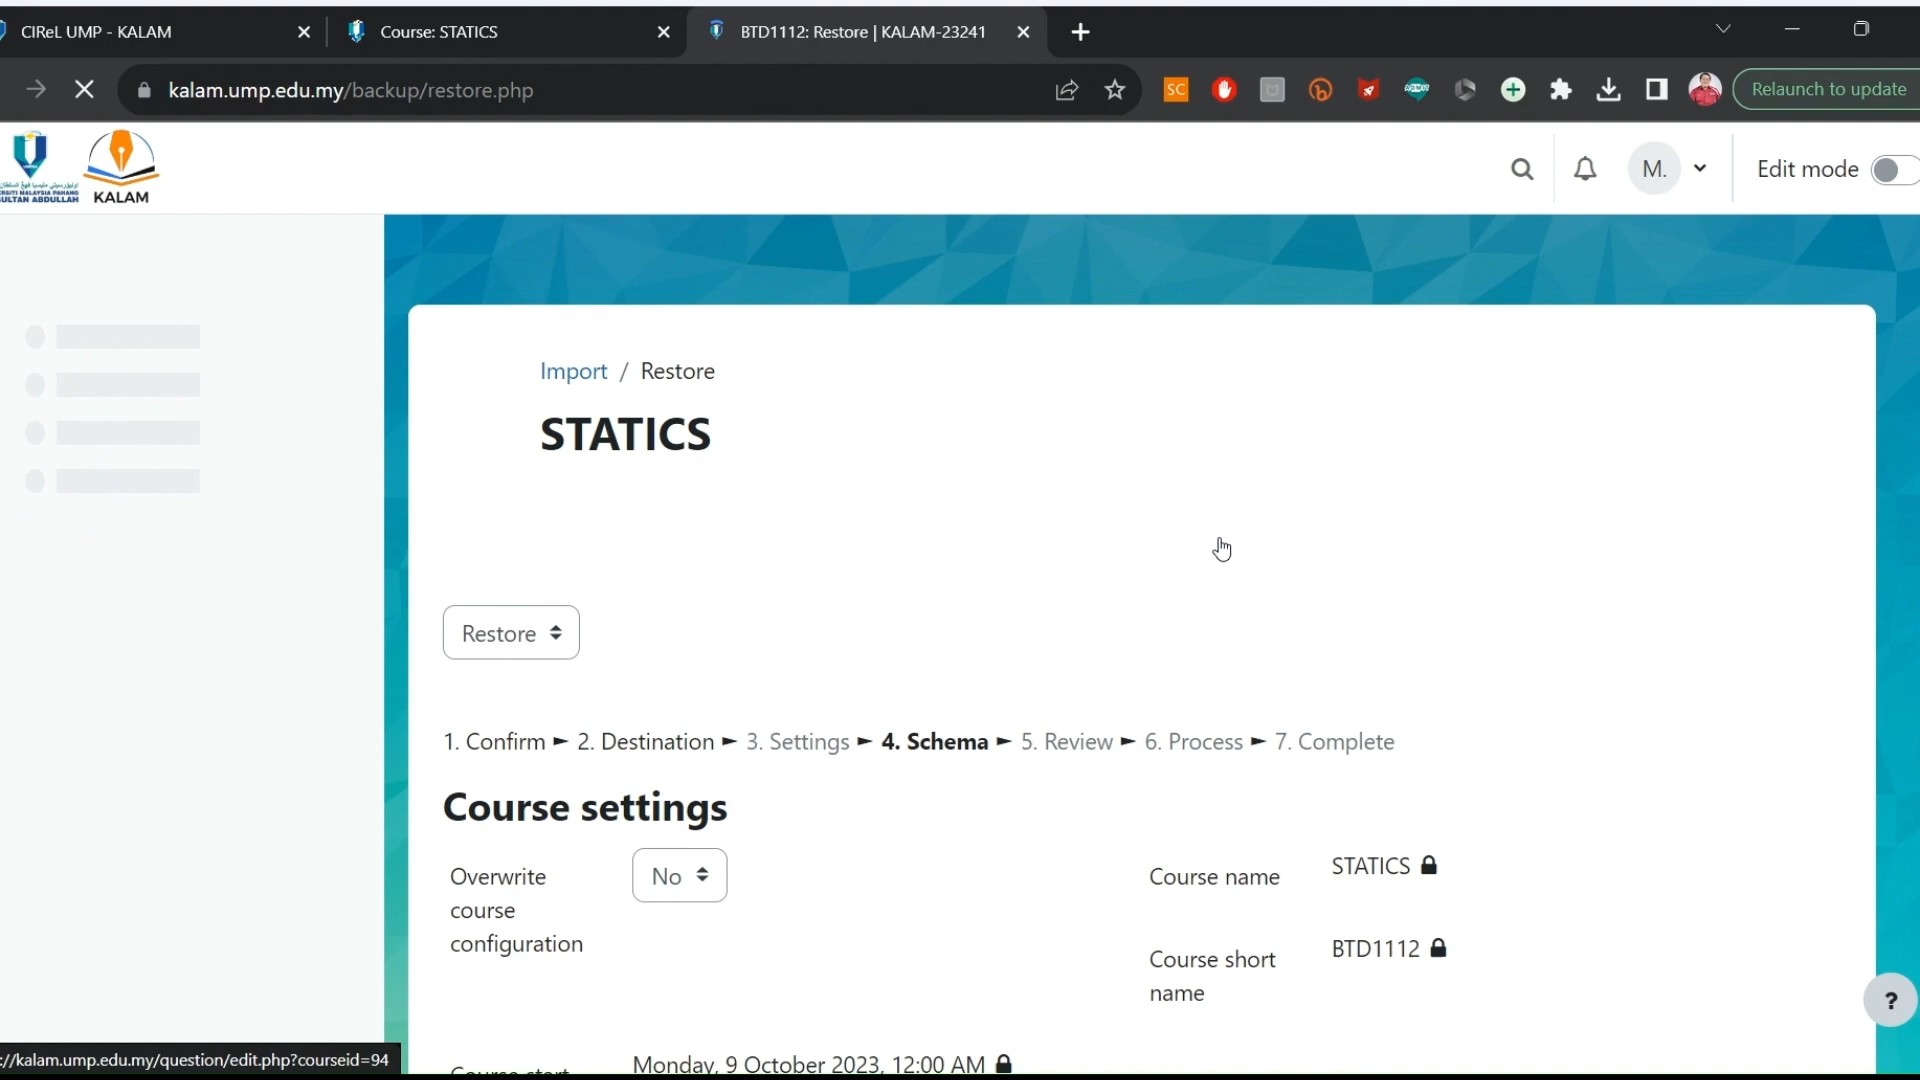 CIReL UMP - KALAM
Course: STATICS
BTD1112: Restore | KALAM-23241
kalam.ump.edu.my/backup/restore.php
SC
Relaunch to update
KALAM
M.
Edit mode
Import / Restore
STATICS
Restore
1. Confirm ► 2. Destination ► 3. Settings ► 4. Schema ► 5. Review ► 6. Process ► 7. Complete
Course settings
Overwrite
course
configuration
No
Course name
STATICS
Course short
name
BTD1112
?
://kalam.ump.edu.my/question/edit.php?courseid=94
Course start
Monday, 9 October 2023, 12:00 AM